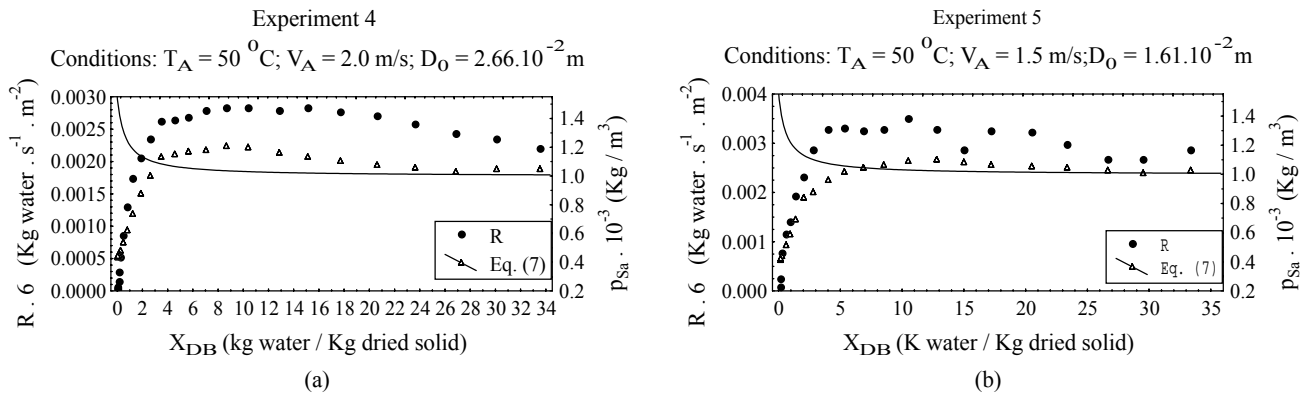 Experiment 4
Conditions: T_A = 50 °C; V_A = 2.0 m/s; D_0 = 2.66.10^-2 m
R . 6 (Kg water . s^-1 . m^-2)
0.0030
0.0025
0.0020
0.0015
0.0010
0.0005
0.0000
1.4
1.2
1.0
0.8
0.6
0.4
0.2
p_Sa . 10^-3 (Kg / m^3)
R
Eq. (7)
0 2 4 6 8 10 12 14 16 18 20 22 24 26 28 30 32 34
X_DB (kg water / Kg dried solid)
(a)
Experiment 5
Conditions: T_A = 50 °C; V_A = 1.5 m/s;D_0 = 1.61.10^-2 m
R . 6 (Kg water . s^-1 . m^-2)
0.004
0.003
0.002
0.001
0.000
1.4
1.2
1.0
0.8
0.6
0.4
0.2
p_Sa . 10^-3 (Kg / m^3)
R
Eq. (7)
0 5 10 15 20 25 30 35
X_DB (K water / Kg dried solid)
(b)